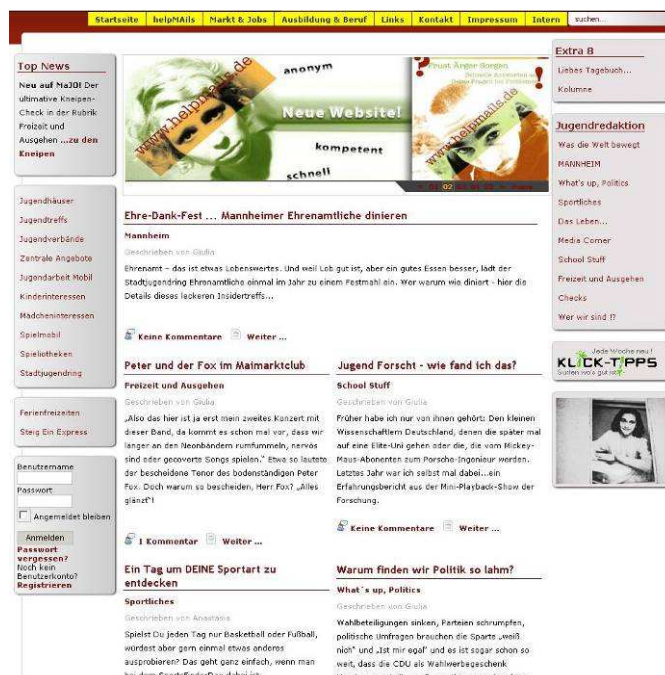 Startseite helpMAils Markt & Jobs Ausbildung & Beruf Links Kontakt Impressum Intern suchen...
Top News
Neu auf MaJO! Der
ultimative Kneipen-
Check in der Rubrik
Freizeit und
Ausgehen ...zu den
Kneipen
Jugendhäuser
Jugendtreffs
Jugendverbände
Zentrale Angebote
Jugendarbeit Mobil
Kinderinteressen
Mädcheninteressen
Spielmobil
Spieliotheken
Stadtjugendring
Ferienfreizeiten
Steig Ein Express
Benutzername
Passwort
Angemeldet bleiben
Anmelden
Passwort
vergessen?
Noch kein
Benutzerkonto?
Registrieren
www.helpmails.de
anonym
Neue Website!
kompetent
schnell
Frust Ärger Sorgen
www.helpmails.de
Ehre-Dank-Fest ... Mannheimer Ehrenamtliche dinieren
Mannheim
Geschrieben von Giulia
Ehrenamt – das ist etwas Lobenswertes. Und weil Lob gut ist, aber ein gutes Essen besser, lädt der
Stadtjugendring Ehrenamtliche einmal im Jahr zu einem Festmahl ein. Wer warum wie diniert - hier die
Details dieses leckeren Insidertreffs...
Keine Kommentare Weiter ...
Peter und der Fox im Maimarktclub
Freizeit und Ausgehen
Geschrieben von Giulia
„Also das hier ist ja erst mein zweites Konzert mit
dieser Band, da kommt es schon mal vor, dass wir
länger an den Neonbändern rumfummeln, nervös
sind oder gecoverte Songs spielen.“ Etwa so lautete
der bescheidene Tenor des bodenständigen Peter
Fox. Doch warum so bescheiden, Herr Fox? „Alles
glänzt“!
1 Kommentar Weiter ...
Jugend Forscht - wie fand ich das?
School Stuff
Geschrieben von Giulia
Früher habe ich nur von ihnen gehört: Den kleinen
Wissenschaftlern Deutschland, denen die später mal
auf eine Elite-Uni gehen oder die, die vom Mickey-
Maus-Abonenten zum Porsche-Ingenieur werden.
Letztes Jahr war ich selbst mal dabei...ein
Erfahrungsbericht aus der Mini-Playback-Show der
Forschung.
Keine Kommentare Weiter ...
Ein Tag um DEINE Sportart zu
entdecken
Sportliches
Geschrieben von Anastasia
Spielst Du jeden Tag nur Basketball oder Fußball,
würdest aber gern einmal etwas anderes
ausprobieren? Das geht ganz einfach, wenn man
Warum finden wir Politik so lahm?
What´s up, Politics
Geschrieben von Giulia
Wahlbeteiligungen sinken, Parteien schrumpfen,
politische Umfragen brauchen die Sparte „weiß
nich“ und „Ist mir egal“ und es ist sogar schon so
weit, dass die CDU als Wahlwerbegeschenk
Extra 8
Liebes Tagebuch...
Kolumne
Jugendredaktion
Was die Welt bewegt
MANNHEIM
What's up, Politics
Sportliches
Das Leben...
Media Corner
School Stuff
Freizeit und Ausgehen
Checks
Wer wir sind !?
Jede Woche neu !
KLICK-TIPPS
Surfen wo's gut ist